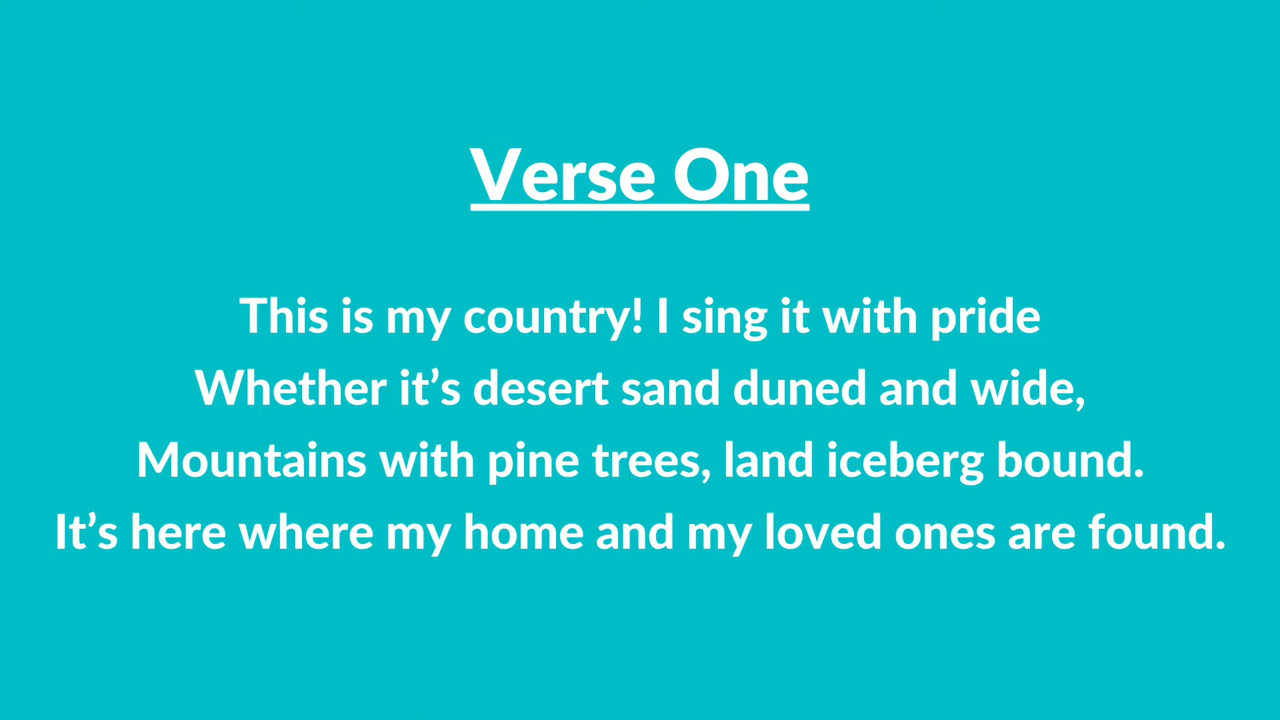 Verse One
This is my country! I sing it with pride
Whether it’s desert sand duned and wide,
Mountains with pine trees, land iceberg bound.
It’s here where my home and my loved ones are found.